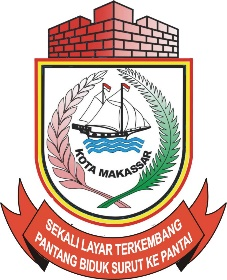 KOTA MAKASSAR
SEKALI LAYAR TERKEMBANG
PANTANG BIDUK SURUT KE PANTAI